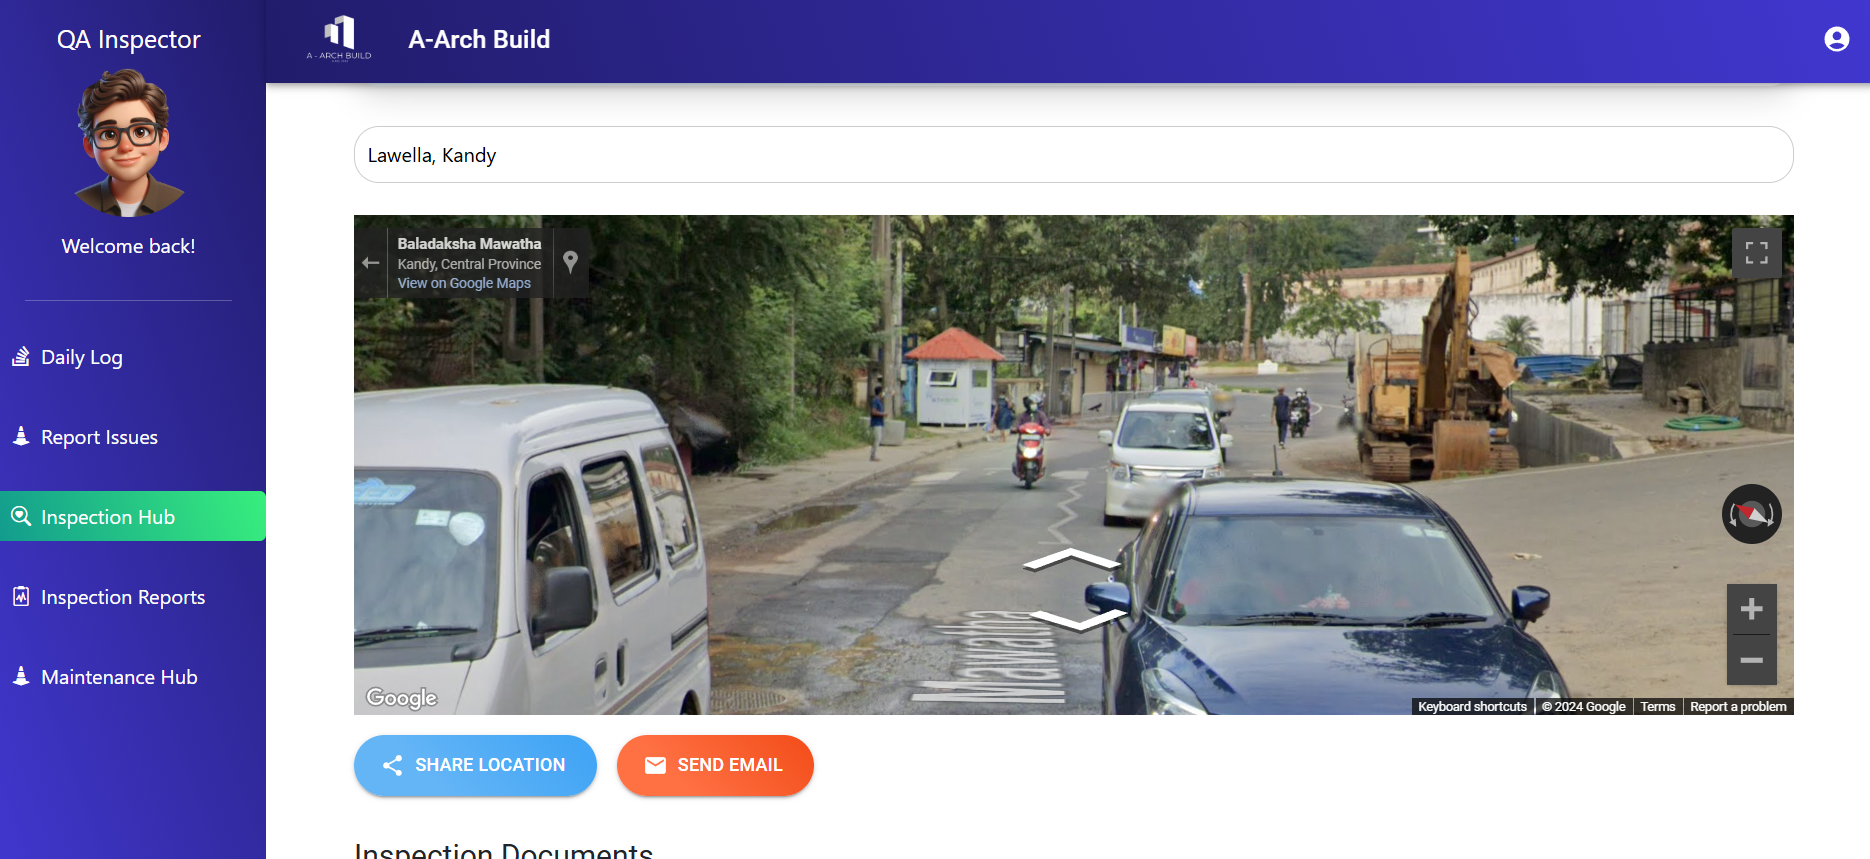 QA Inspector
Welcome back!
Daily Log
Report Issues
Inspection Hub
Inspection Reports
Maintenance Hub
A - ARCH BUILD
A-Arch Build
Lawella, Kandy
Baladaksha Mawatha
Kandy, Central Province
View on Google Maps
Mawatha
Google
Keyboard shortcuts
© 2024 Google
Terms
Report a problem
SHARE LOCATION
SEND EMAIL
Inspection Documents